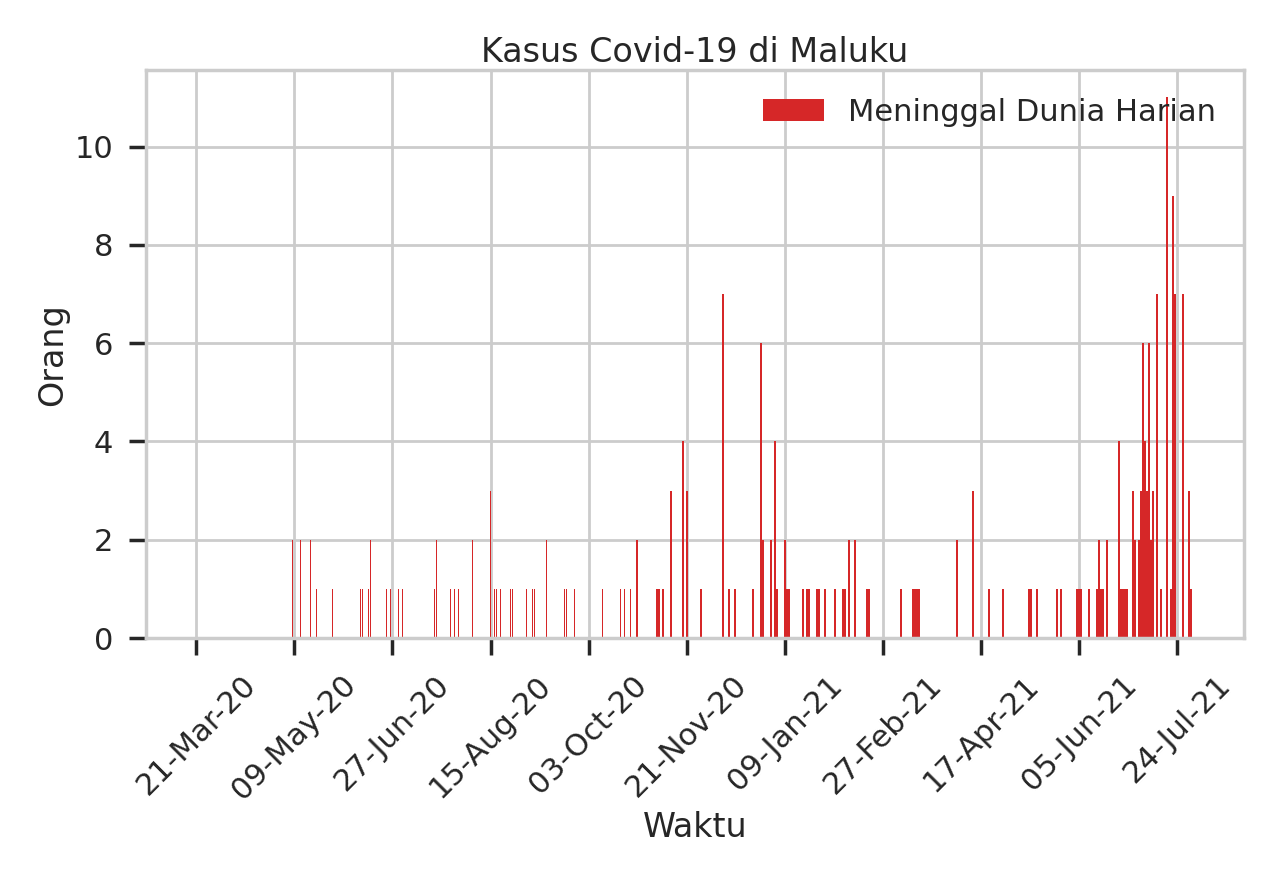 Kasus Covid-19 di Maluku
Meninggal Dunia Harian
10
8
6
4
2
0
Orang
21-Mar-20
09-May-20
27-Jun-20
15-Aug-20
03-Oct-20
21-Nov-20
09-Jan-21
27-Feb-21
17-Apr-21
05-Jun-21
24-Jul-21
Waktu